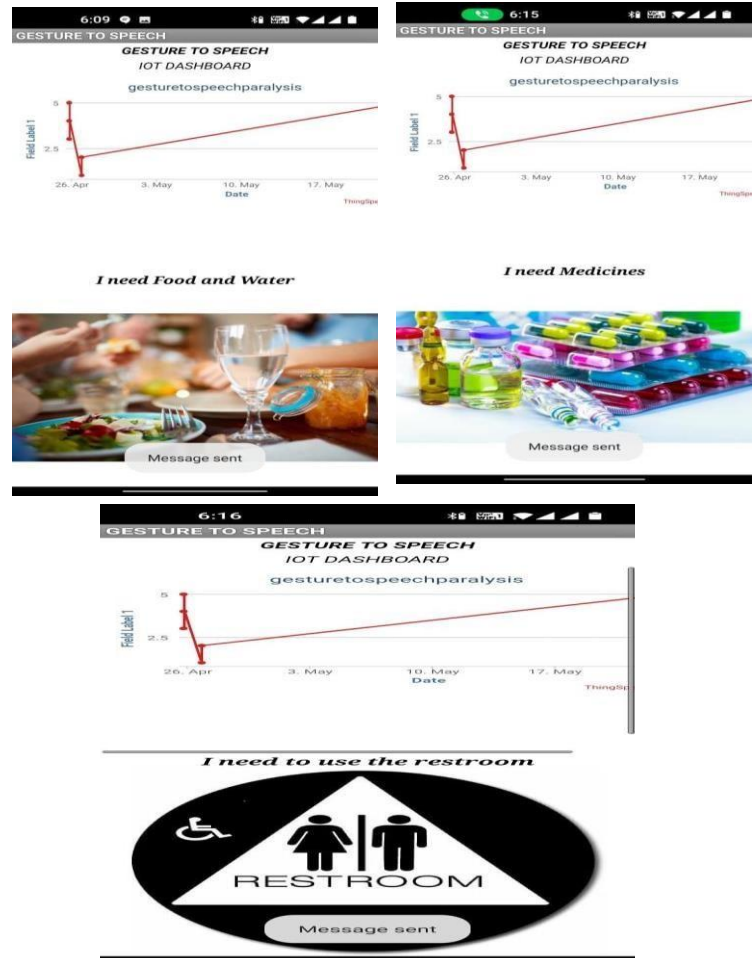 6:09
GESTURE TO SPEECH
GESTURE TO SPEECH
IOT DASHBOARD
gesturetospeechparalysis
5
Field Label 1
2.5
26. Apr 3. May 10. May 17. May
Date
ThingSpe
I need Food and Water
Message sent
6:15
GESTURE TO SPEECH
GESTURE TO SPEECH
IOT DASHBOARD
gesturetospeechparalysis
5
Field Label 1
2.5
26. Apr 3. May 10. May 17. May
Date
ThingSpe
I need Medicines
Message sent
6:16
GESTURE TO SPEECH
GESTURE TO SPEECH
IOT DASHBOARD
gesturetospeechparalysis
5
Field Label 1
2.5
26. Apr 3. May 10. May 17. May
Date
ThingSp
I need to use the restroom
RESTROOM
Message sent